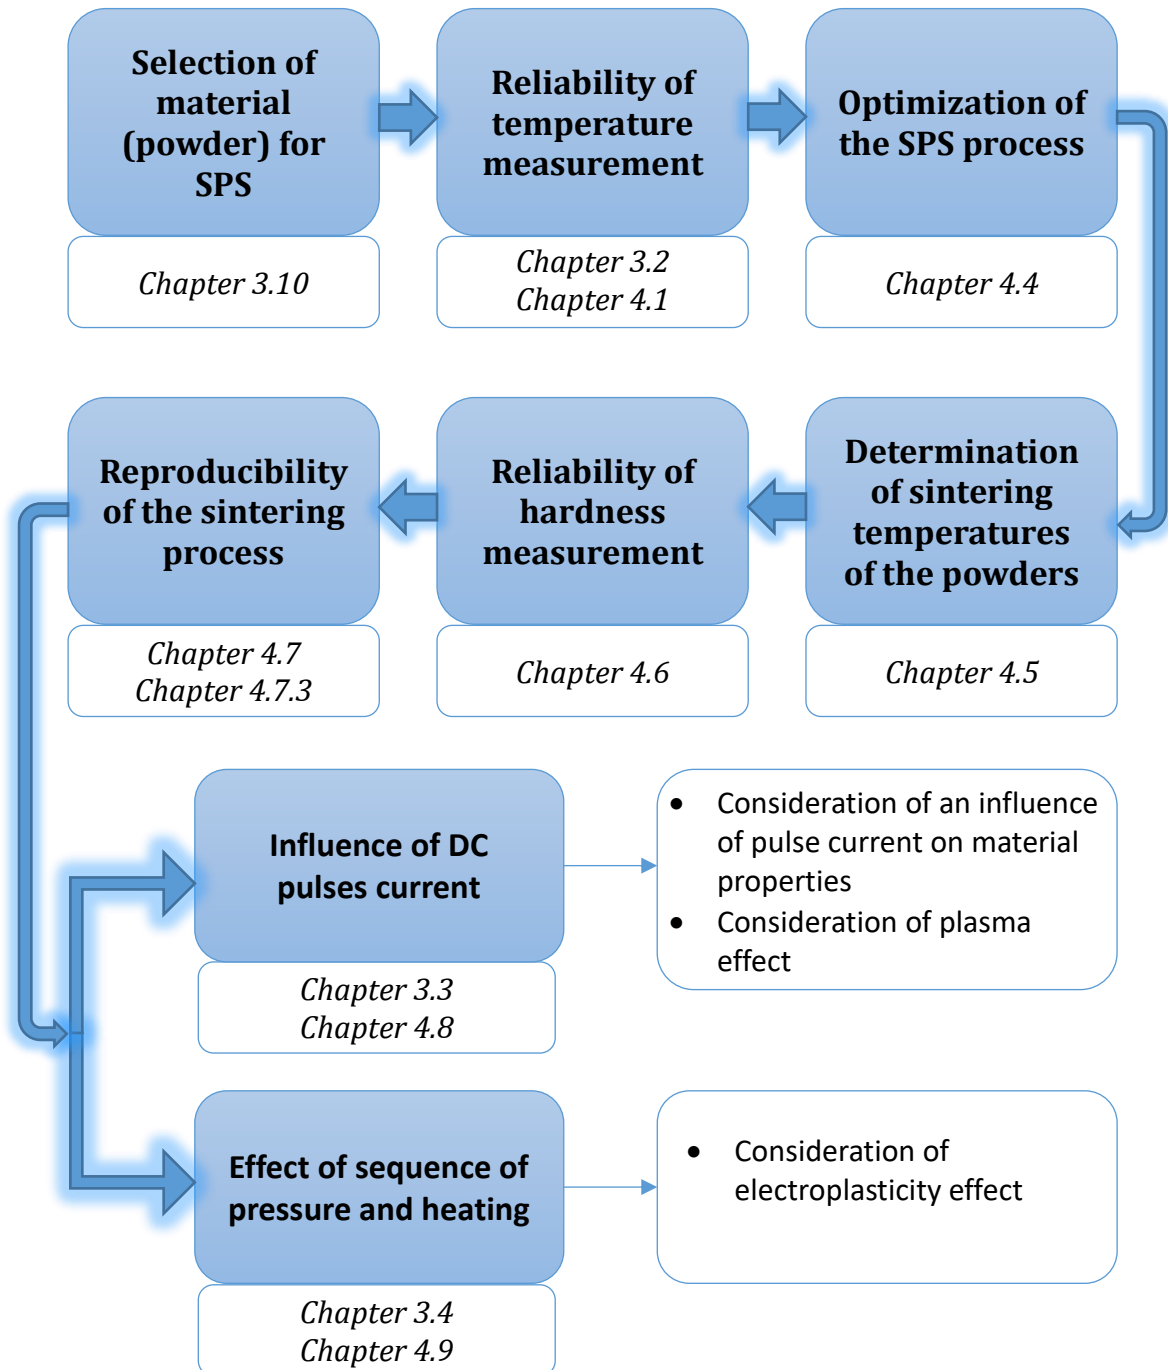 Selection of
material
(powder) for
SPS
Chapter 3.10
Reliability of
temperature
measurement
Chapter 3.2
Chapter 4.1
Optimization of
the SPS process
Chapter 4.4
Determination
of sintering
temperatures
of the powders
Chapter 4.5
Reliability of
hardness
measurement
Chapter 4.6
Reproducibility
of the sintering
process
Chapter 4.7
Chapter 4.7.3
Influence of DC
pulses current
Chapter 3.3
Chapter 4.8
• Consideration of an influence
of pulse current on material
properties
• Consideration of plasma
effect
Effect of sequence of
pressure and heating
Chapter 3.4
Chapter 4.9
• Consideration of
electroplasticity effect